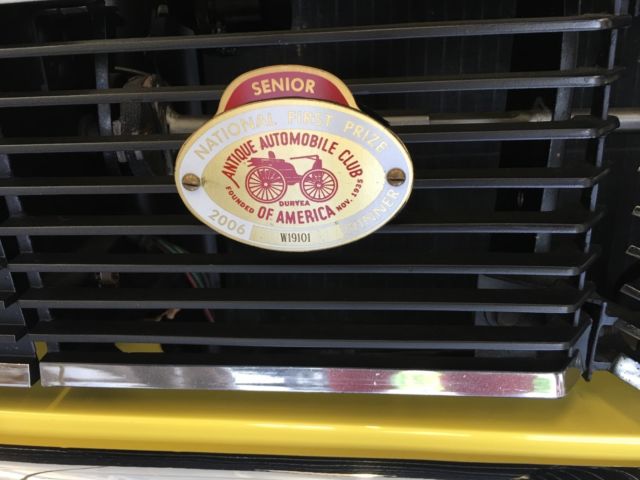 SENIOR
NATIONAL FIRST PRIZE
ANTIQUE AUTOMOBILE CLUB
FOUNDED NOV. 1935
DURYEA
OF AMERICA
2006 WINNER
W19101